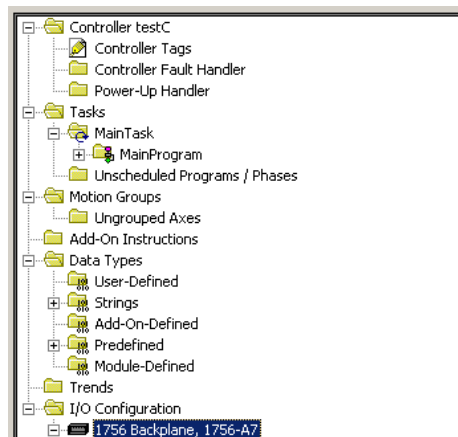 Controller testC
Controller Tags
Controller Fault Handler
Power-Up Handler
Tasks
MainTask
MainProgram
Unscheduled Programs / Phases
Motion Groups
Ungrouped Axes
Add-On Instructions
Data Types
User-Defined
Strings
Add-On-Defined
Predefined
Module-Defined
Trends
I/O Configuration
1756 Backplane, 1756-A7